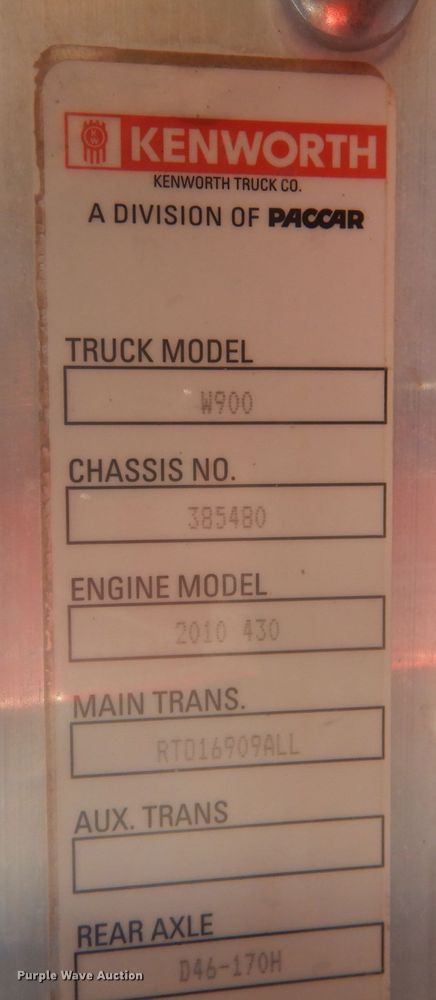 KW
KENWORTH
KENWORTH TRUCK CO.
A DIVISION OF PACCAR
TRUCK MODEL
W900
CHASSIS NO.
385480
ENGINE MODEL
2010 430
MAIN TRANS.
RTO16909ALL
AUX. TRANS
REAR AXLE
D46-170H
Purple Wave Auction